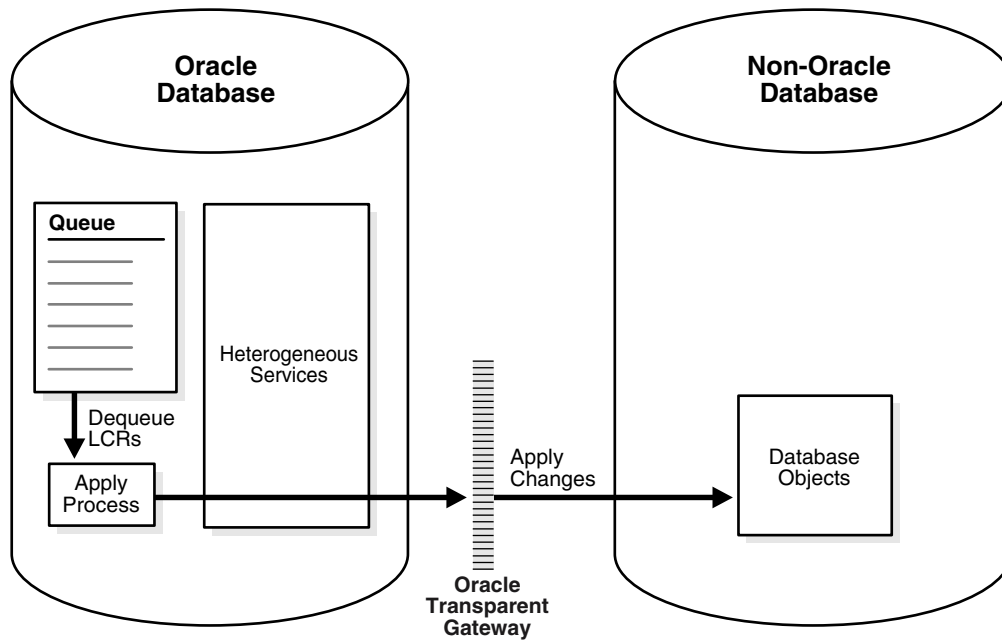 Oracle
Database
Non-Oracle
Database
Queue
Heterogeneous
Services
Dequeue
LCRs
Apply
Process
Apply
Changes
Database
Objects
Oracle
Transparent
Gateway